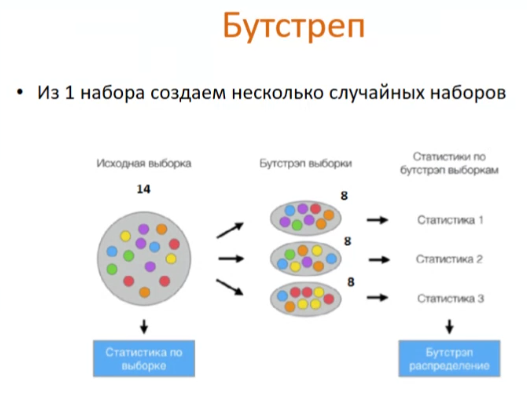 Бутстреп
• Из 1 набора создаем несколько случайных наборов
Исходная выборка
14
Бутстрэп выборки
Статистики по
бутстрэп выборкам
8
Статистика 1
8
Статистика 2
8
Статистика 3
Статистика по
выборке
Бутстрэп
распределение